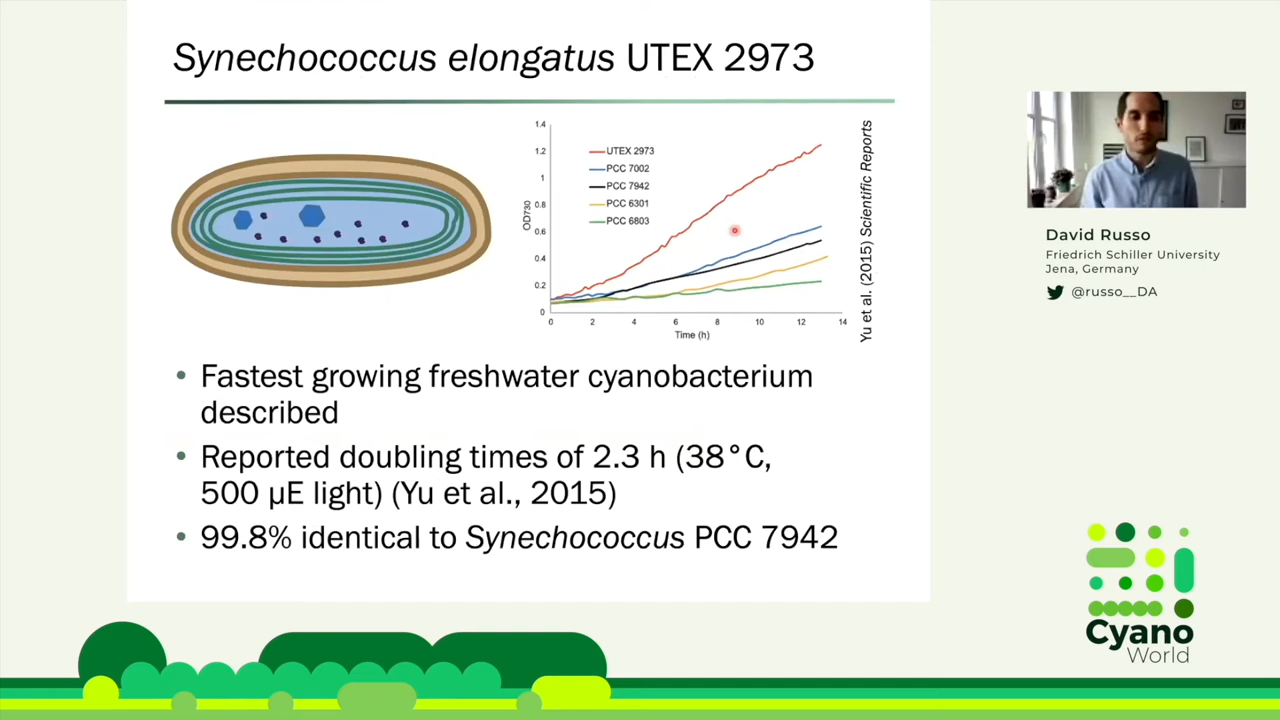 Synechococcus elongatus UTEX 2973
1.4
1.2
1
0.8
0.6
0.4
0.2
0
OD730
UTEX 2973
PCC 7002
PCC 7942
PCC 6301
PCC 6803
0 2 4 6 8 10 12 14
Time (h)
Yu et al. (2015) Scientific Reports
• Fastest growing freshwater cyanobacterium
described
• Reported doubling times of 2.3 h (38°C,
500 µE light) (Yu et al., 2015)
• 99.8% identical to Synechococcus PCC 7942
David Russo
Friedrich Schiller University
Jena, Germany
@russo__DA
Cyano
World